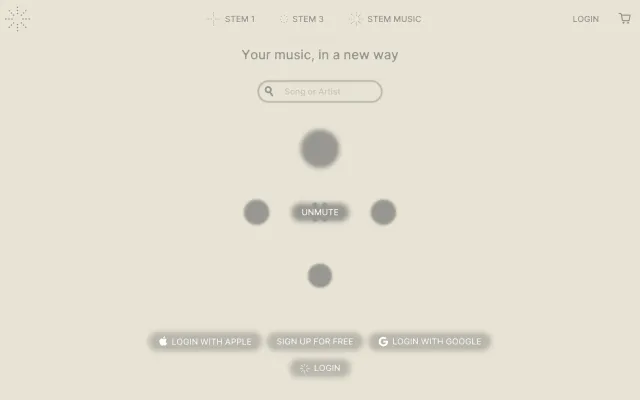 STEM 1 STEM 3 STEM MUSIC LOGIN
Your music, in a new way
Song or Artist
UNMUTE
LOGIN WITH APPLE SIGN UP FOR FREE LOGIN WITH GOOGLE
LOGIN